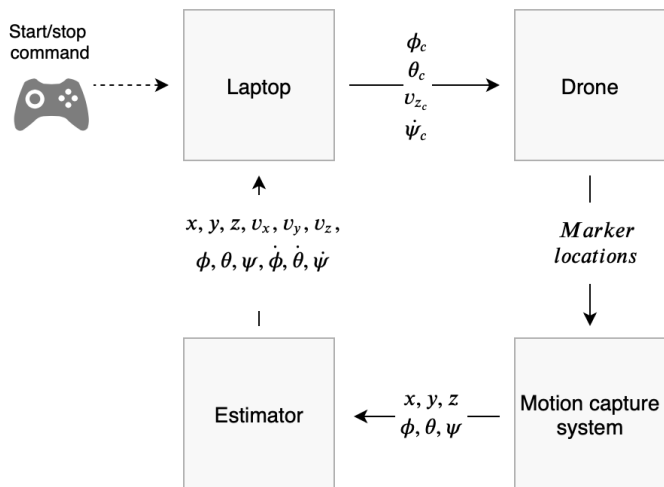 Start/stop
command
Laptop
ϕ_c
θ_c
v_{z_c}
ψ̇_c
Drone
x, y, z, v_x, v_y, v_z,
ϕ, θ, ψ, ϕ̇, θ̇, ψ̇
Marker
locations
Estimator
x, y, z
ϕ, θ, ψ
Motion capture
system